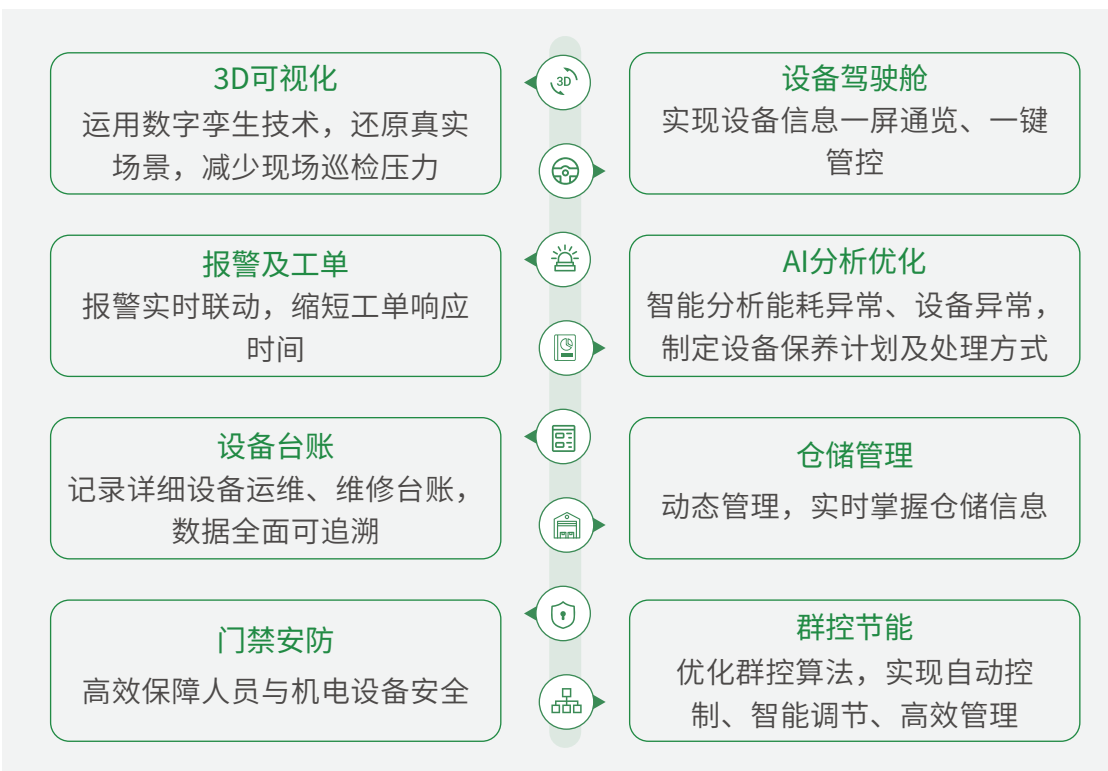 3D可视化
运用数字孪生技术，还原真实
场景，减少现场巡检压力
3D
设备驾驶舱
实现设备信息一屏通览、一键
管控
报警及工单
报警实时联动，缩短工单响应
时间
AI分析优化
智能分析能耗异常、设备异常，
制定设备保养计划及处理方式
设备台账
记录详细设备运维、维修台账，
数据全面可追溯
仓储管理
动态管理，实时掌握仓储信息
门禁安防
高效保障人员与机电设备安全
群控节能
优化群控算法，实现自动控
制、智能调节、高效管理